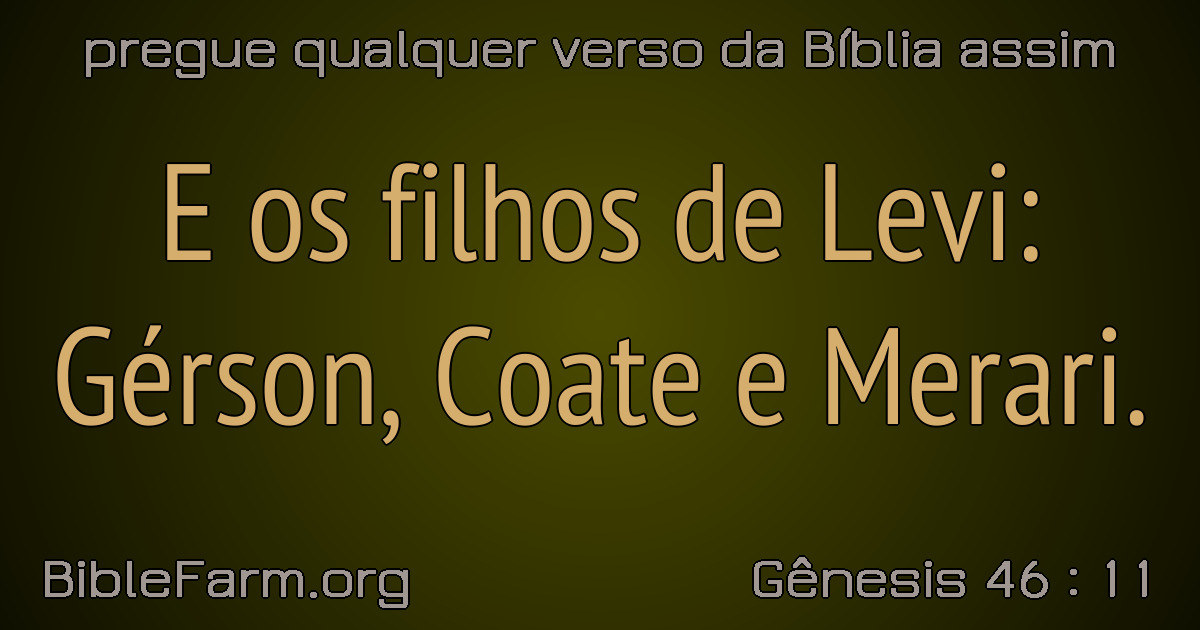 pregue qualquer verso da Bíblia assim
E os filhos de Levi:
Gérson, Coate e Merari.
BibleFarm.org
Gênesis 46 : 11